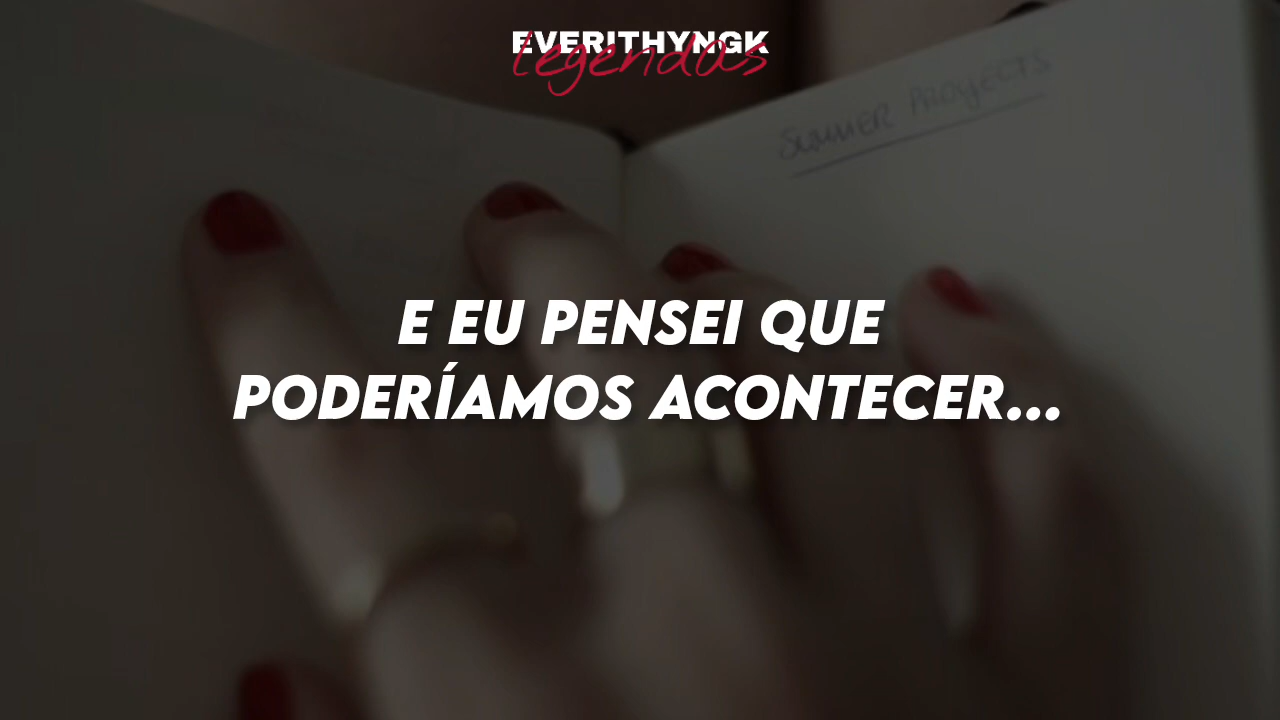 EVERITHYNGK
legendas
SUMMER PROJECTS
E EU PENSEI QUE
PODERÍAMOS ACONTECER...